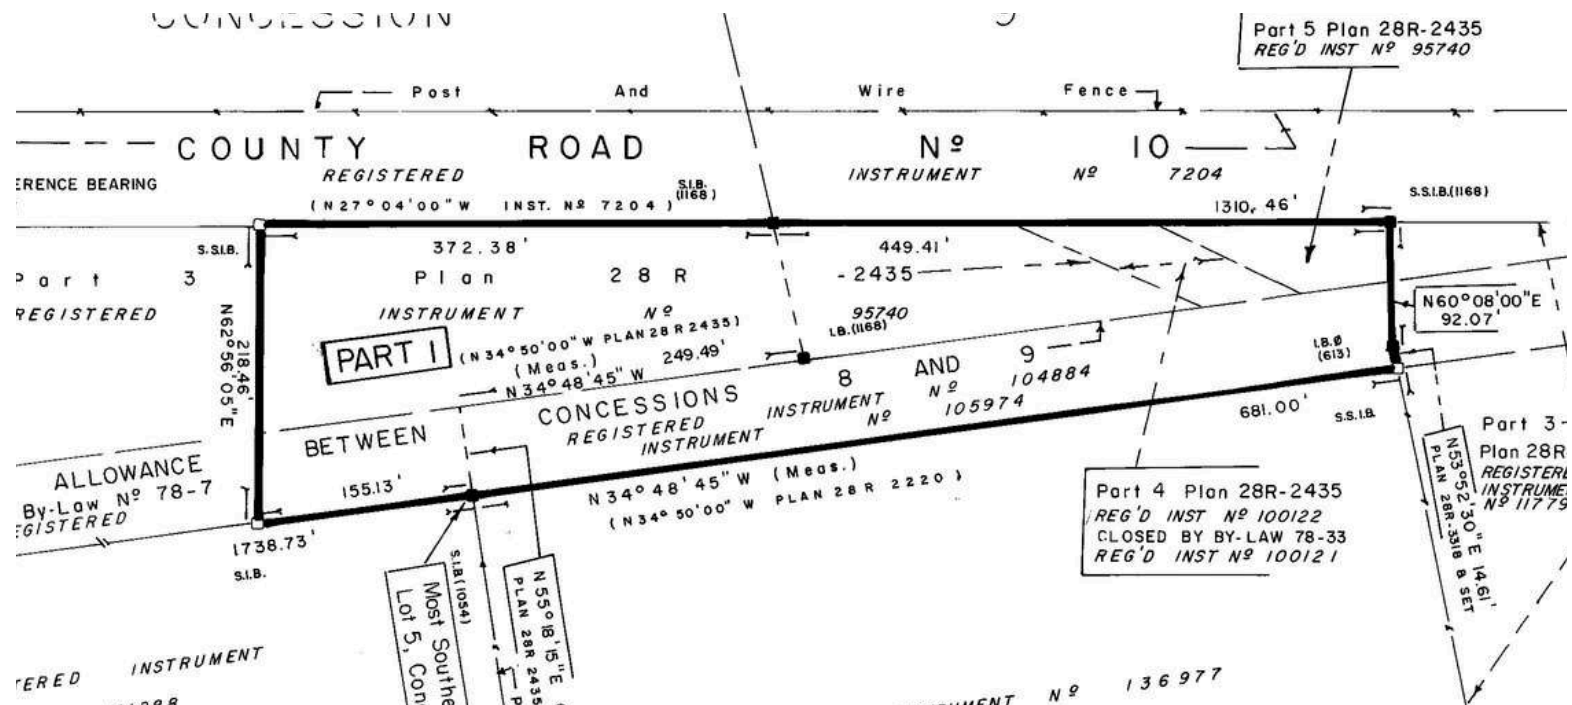 CONCESSION 9
Part 5 Plan 28R-2435
REG'D INST Nº 95740
Post And Wire Fence
COUNTY ROAD Nº 10
REGISTERED INSTRUMENT Nº 7204
ERENCE BEARING
(N27°04'00"W INST. Nº 7204)
S.I.B.
(1168)
1310.46'
S.S.I.B.(1168)
S.S.I.B.
372.38'
449.41'
Part 3
Plan 28R-2435
REGISTERED
INSTRUMENT Nº 95740
N62°56'05"E
218.46'
PART 1
(N34°50'00"W PLAN 28R2435)
(Meas.)
N34°48'45"W
249.49'
I.B.(1168)
N60°08'00"E
92.07'
I.B.Ø
(613)
ALLOWANCE
BETWEEN CONCESSIONS 8 AND 9
By-Law Nº 78-7
REGISTERED INSTRUMENT Nº 104884
INSTRUMENT Nº 105974
EGISTERED
681.00'
S.S.I.B.
155.13'
N34°48'45"W (Meas.)
(N34°50'00"W PLAN 28R 2220)
1738.73'
S.I.B.
S.I.B(1054)
Most Southe
Lot 5, Con
N55°18'15"E
PLAN 28R 2435
P
Part 4 Plan 28R-2435
REG'D INST Nº 100122
CLOSED BY BY-LAW 78-33
REG'D INST Nº 100121
N53°52'30"E 14.61'
PLAN 28R-3318 & SET
Part 3-
Plan 28R
REGISTERE
INSTRUME
Nº 11779
TERED INSTRUMENT
RUMENT Nº 136977